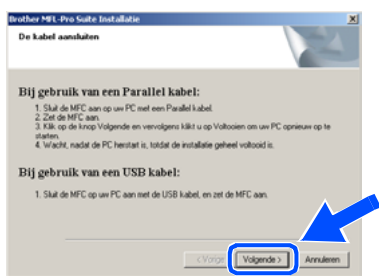 Brother MFL-Pro Suite Installatie
De kabel aansluiten
Bij gebruik van een Parallel kabel:
1. Sluit de MFC aan op uw PC met een Parallel kabel.
2. Zet de MFC aan.
3. Klik op de knop Volgende en vervolgens klikt u op Voltooien om uw PC opnieuw op te
starten.
4. Wacht, nadat de PC herstart is, totdat de installatie geheel voltooid is.
Bij gebruik van een USB kabel:
1. Sluit de MFC op uw PC aan met de USB kabel, en zet de MFC aan.
< Vorige Volgende > Annuleren